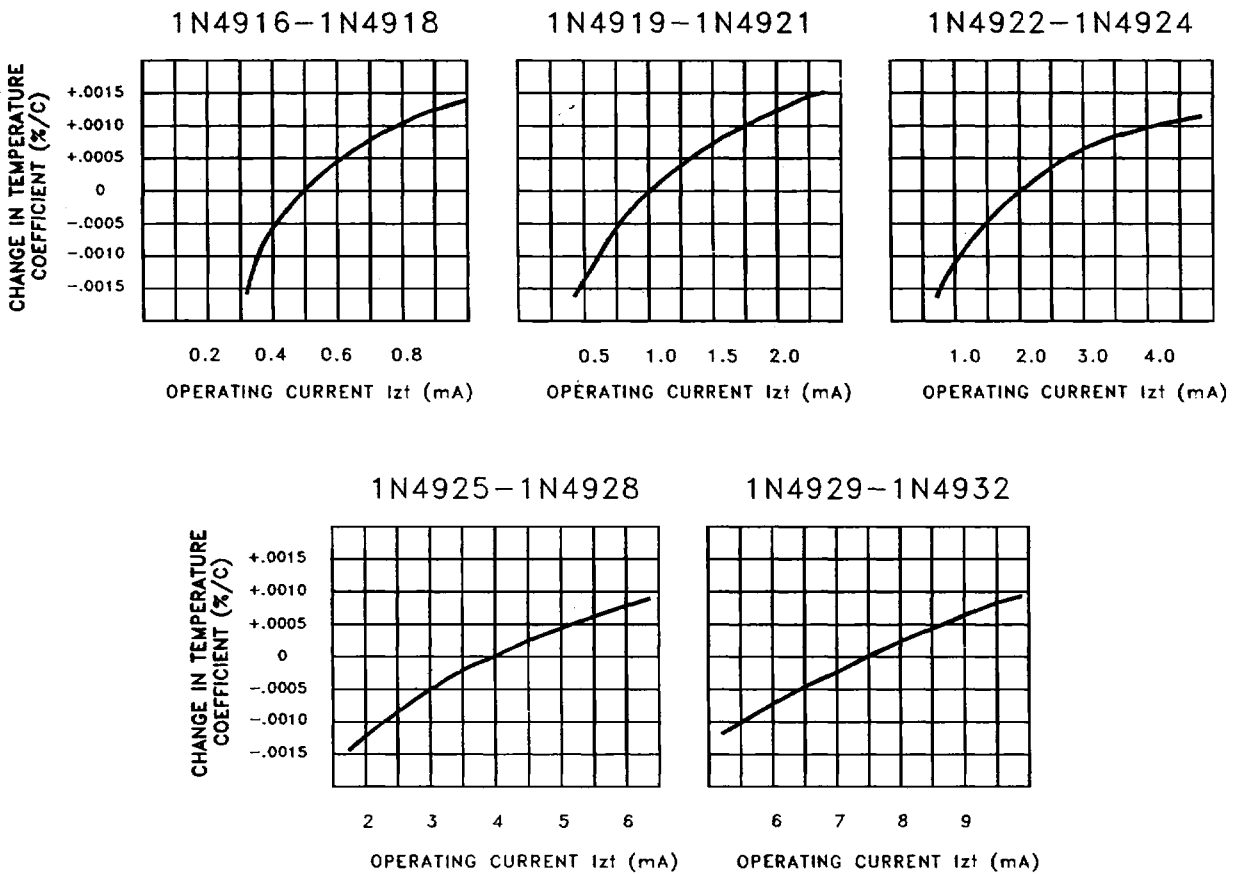 1N4916-1N4918
1N4919-1N4921
1N4922-1N4924
CHANGE IN TEMPERATURE
COEFFICIENT (%/C)
+.0015
+.0010
+.0005
0
-.0005
-.0010
-.0015
0.2 0.4 0.6 0.8
0.5 1.0 1.5 2.0
1.0 2.0 3.0 4.0
OPERATING CURRENT Izt (mA)
OPERATING CURRENT Izt (mA)
OPERATING CURRENT Izt (mA)
1N4925-1N4928
1N4929-1N4932
CHANGE IN TEMPERATURE
COEFFICIENT (%/C)
+.0015
+.0010
+.0005
0
-.0005
-.0010
-.0015
2 3 4 5 6
6 7 8 9
OPERATING CURRENT Izt (mA)
OPERATING CURRENT Izt (mA)